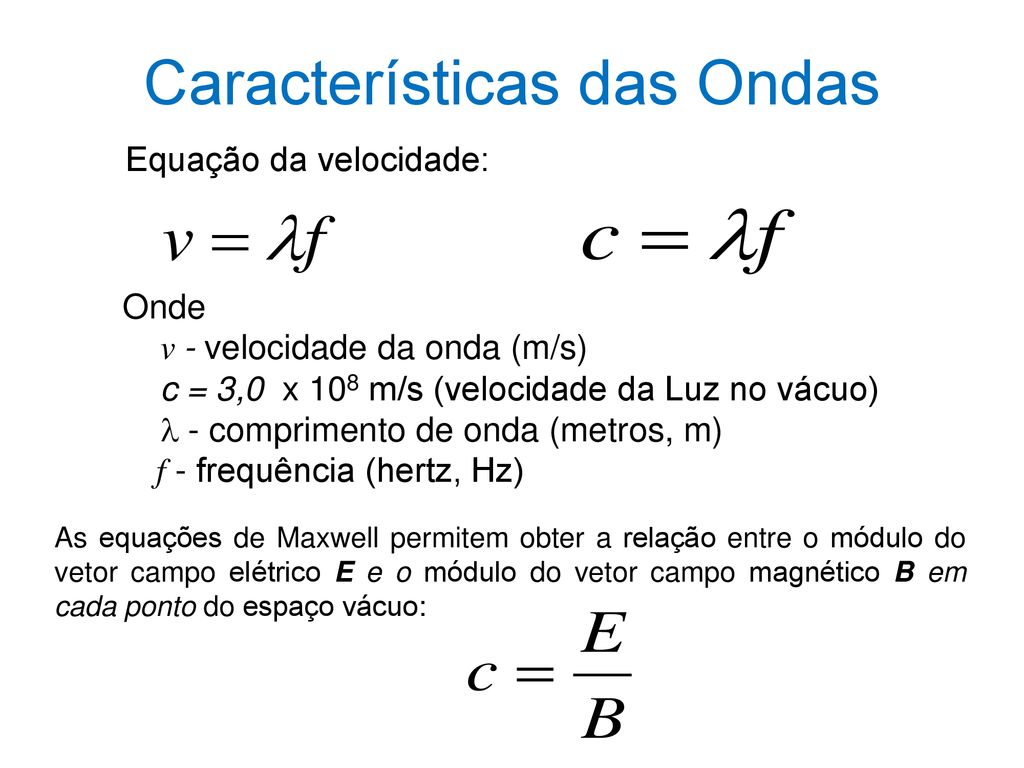 Características das Ondas
Equação da velocidade:
v = λf
c = λf
Onde
v - velocidade da onda (m/s)
c = 3,0 x 10⁸ m/s (velocidade da Luz no vácuo)
λ - comprimento de onda (metros, m)
f - frequência (hertz, Hz)
As equações de Maxwell permitem obter a relação entre o módulo do
vetor campo elétrico E e o módulo do vetor campo magnético B em
cada ponto do espaço vácuo:
c = E/B